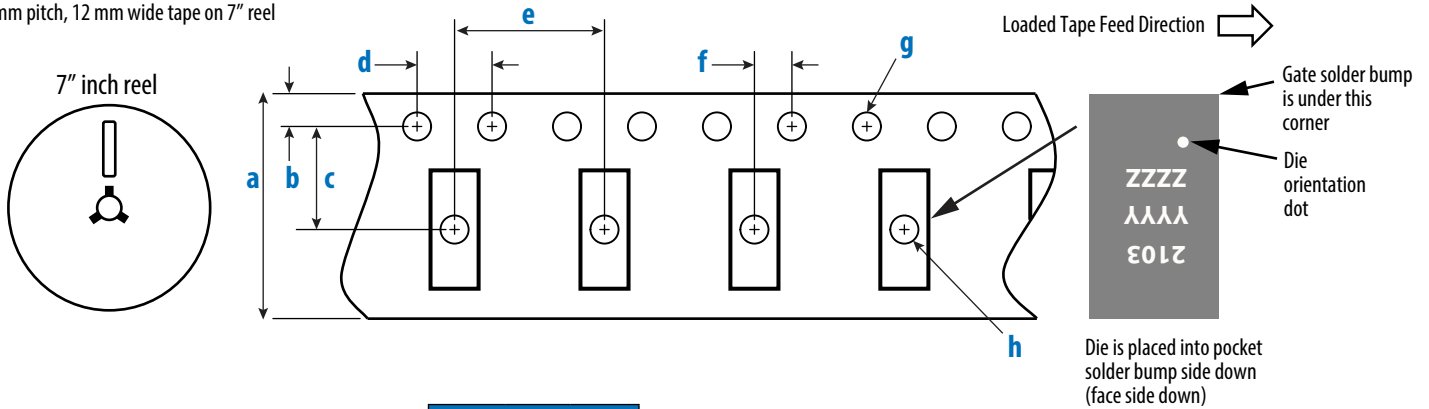 mm pitch, 12 mm wide tape on 7” reel
7” inch reel
Loaded Tape Feed Direction
a
b
c
d
e
f
g
h
Gate solder bump
is under this
corner
Die
orientation
dot
2103
YYYY
ZZZZ
Die is placed into pocket
solder bump side down
(face side down)